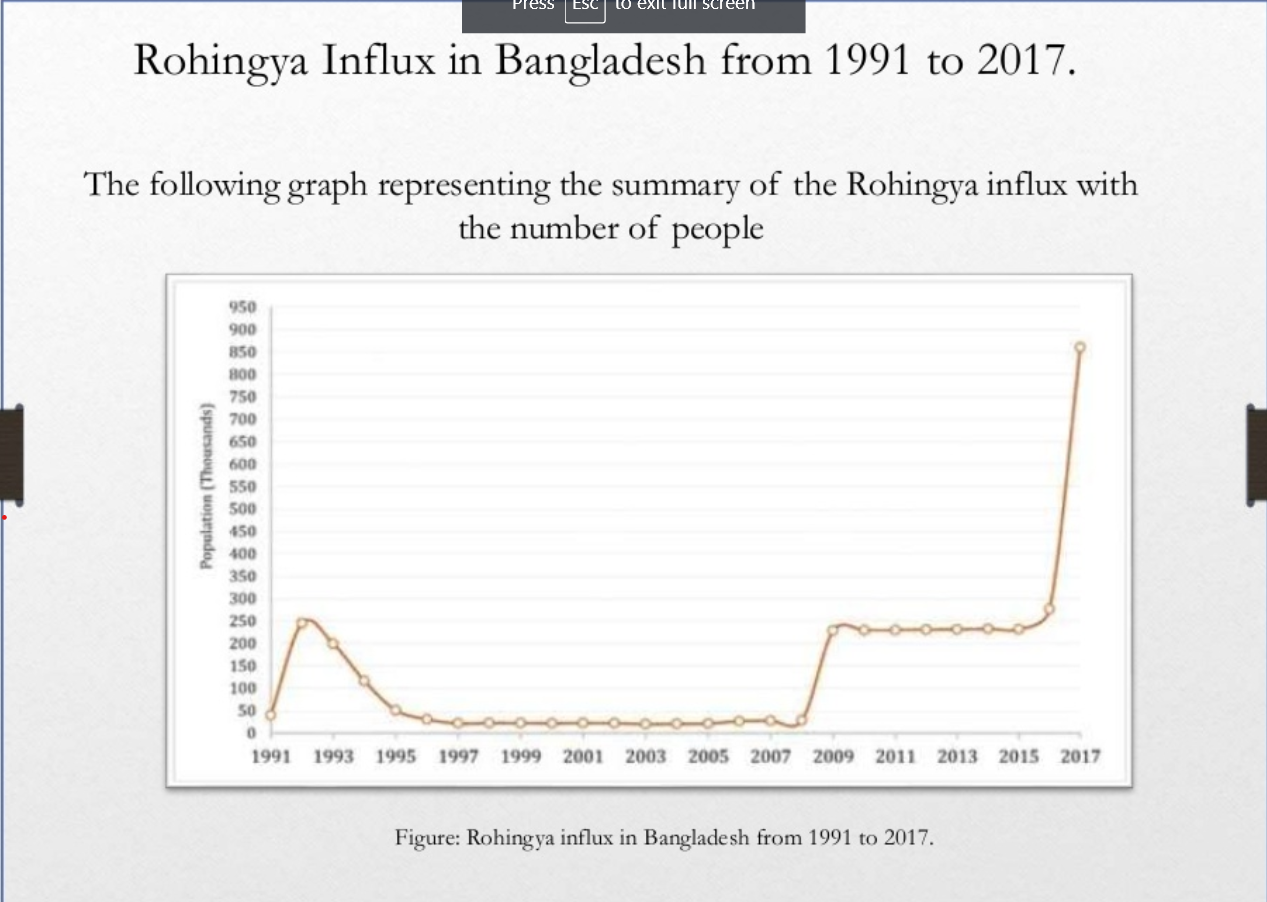 Press Esc to exit full screen
Rohingya Influx in Bangladesh from 1991 to 2017.
The following graph representing the summary of the Rohingya influx with
the number of people
Population (Thousands)
950
900
850
800
750
700
650
600
550
500
450
400
350
300
250
200
150
100
50
0
1991 1993 1995 1997 1999 2001 2003 2005 2007 2009 2011 2013 2015 2017
Figure: Rohingya influx in Bangladesh from 1991 to 2017.